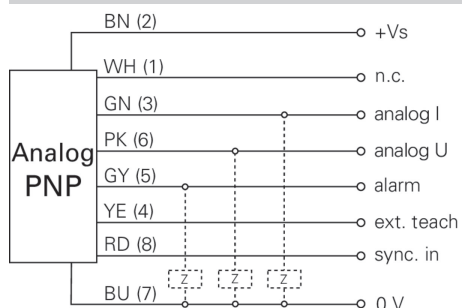 BN (2) +Vs
WH (1) n.c.
GN (3) analog I
PK (6) analog U
Analog
PNP
GY (5) alarm
YE (4) ext. teach
RD (8) sync. in
Z Z Z
BU (7) 0 V